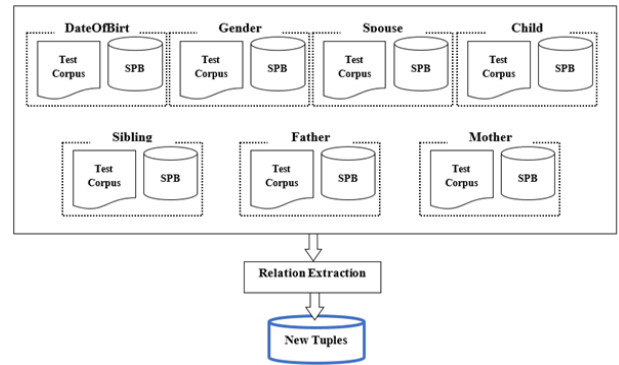 DateOfBirt Gender Spouse Child
Test Corpus SPB Test Corpus SPB Test Corpus SPB Test Corpus SPB
Sibling Father Mother
Test Corpus SPB Test Corpus SPB Test Corpus SPB
Relation Extraction
New Tuples